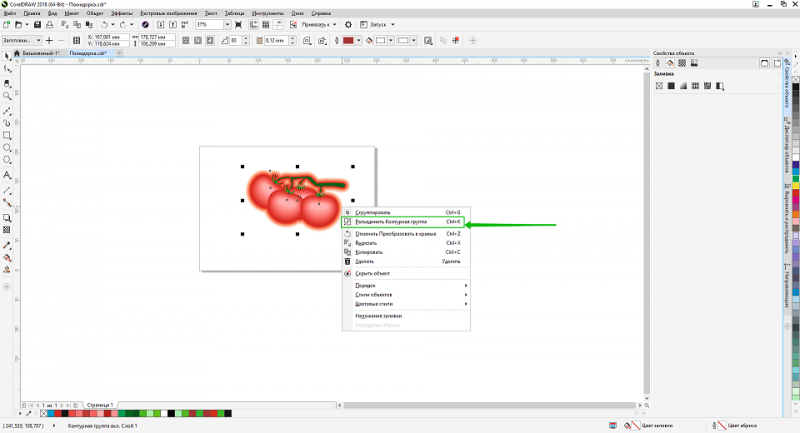 CorelDRAW 2018 (64-Bit) - Помидорка.cdr*
Файл Правка Вид Макет Объект Эффекты Растровые изображения Текст Таблица Инструменты Окно Справка
37% Привязать к Запуск
Заготовки...
X: 187,061 мм
Y: 118,624 мм
178,727 мм
108,209 мм
80
0,12 мм
Безымянный-1* Помидорка.cdr*
Свойства объекта
Заливка
Сгруппировать Ctrl+G
Разъединить Контурная группа Ctrl+K
Отменить Преобразовать в кривые Ctrl+Z
Вырезать Ctrl+X
Копировать Ctrl+C
Удалить Удалить
Скрыть объект
Порядок
Стили объектов
Цветовые стили
Наложение заливки
Наложение абриса
Свойства объекта
Диспетчер объектов
Выровнять и распределить
Направляющие
1 из 1 Страница 1
( 241,533; 108,707 ) Контурная группа вкл. Слой 1 Цвет заливки Цвет абриса